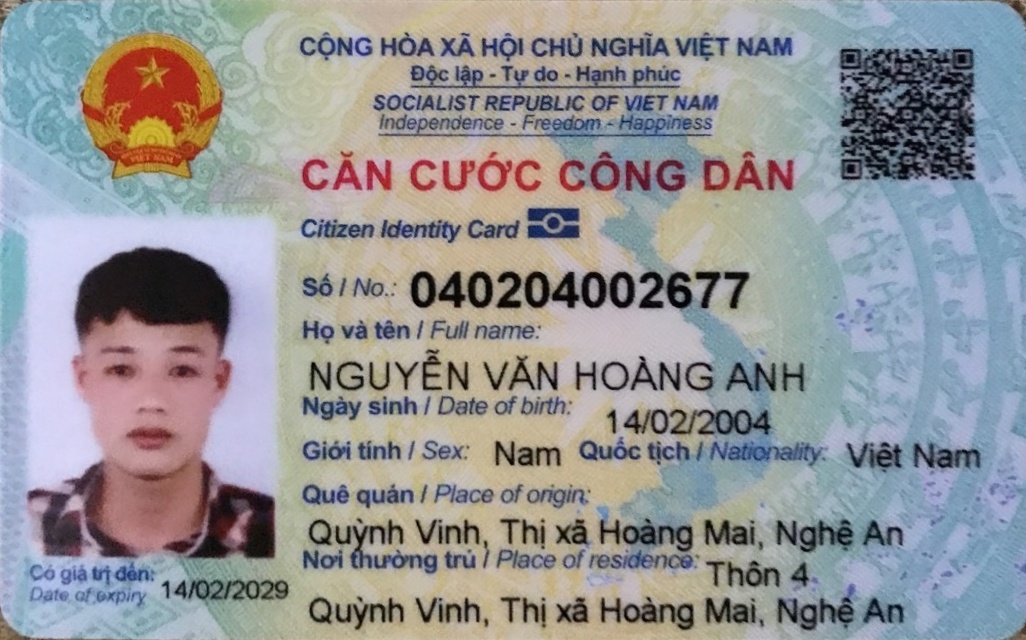 CỘNG HÒA XÃ HỘI CHỦ NGHĨA VIỆT NAM
Độc lập - Tự do - Hạnh phúc
SOCIALIST REPUBLIC OF VIET NAM
Independence - Freedom - Happiness
CĂN CƯỚC CÔNG DÂN
Citizen Identity Card
Số / No.: 040204002677
Họ và tên / Full name:
NGUYỄN VĂN HOÀNG ANH
Ngày sinh / Date of birth: 14/02/2004
Giới tính / Sex: Nam Quốc tịch / Nationality: Việt Nam
Quê quán / Place of origin:
Quỳnh Vinh, Thị xã Hoàng Mai, Nghệ An
Nơi thường trú / Place of residence: Thôn 4
Quỳnh Vinh, Thị xã Hoàng Mai, Nghệ An
Có giá trị đến: 14/02/2029
Date of expiry
VIET NAM